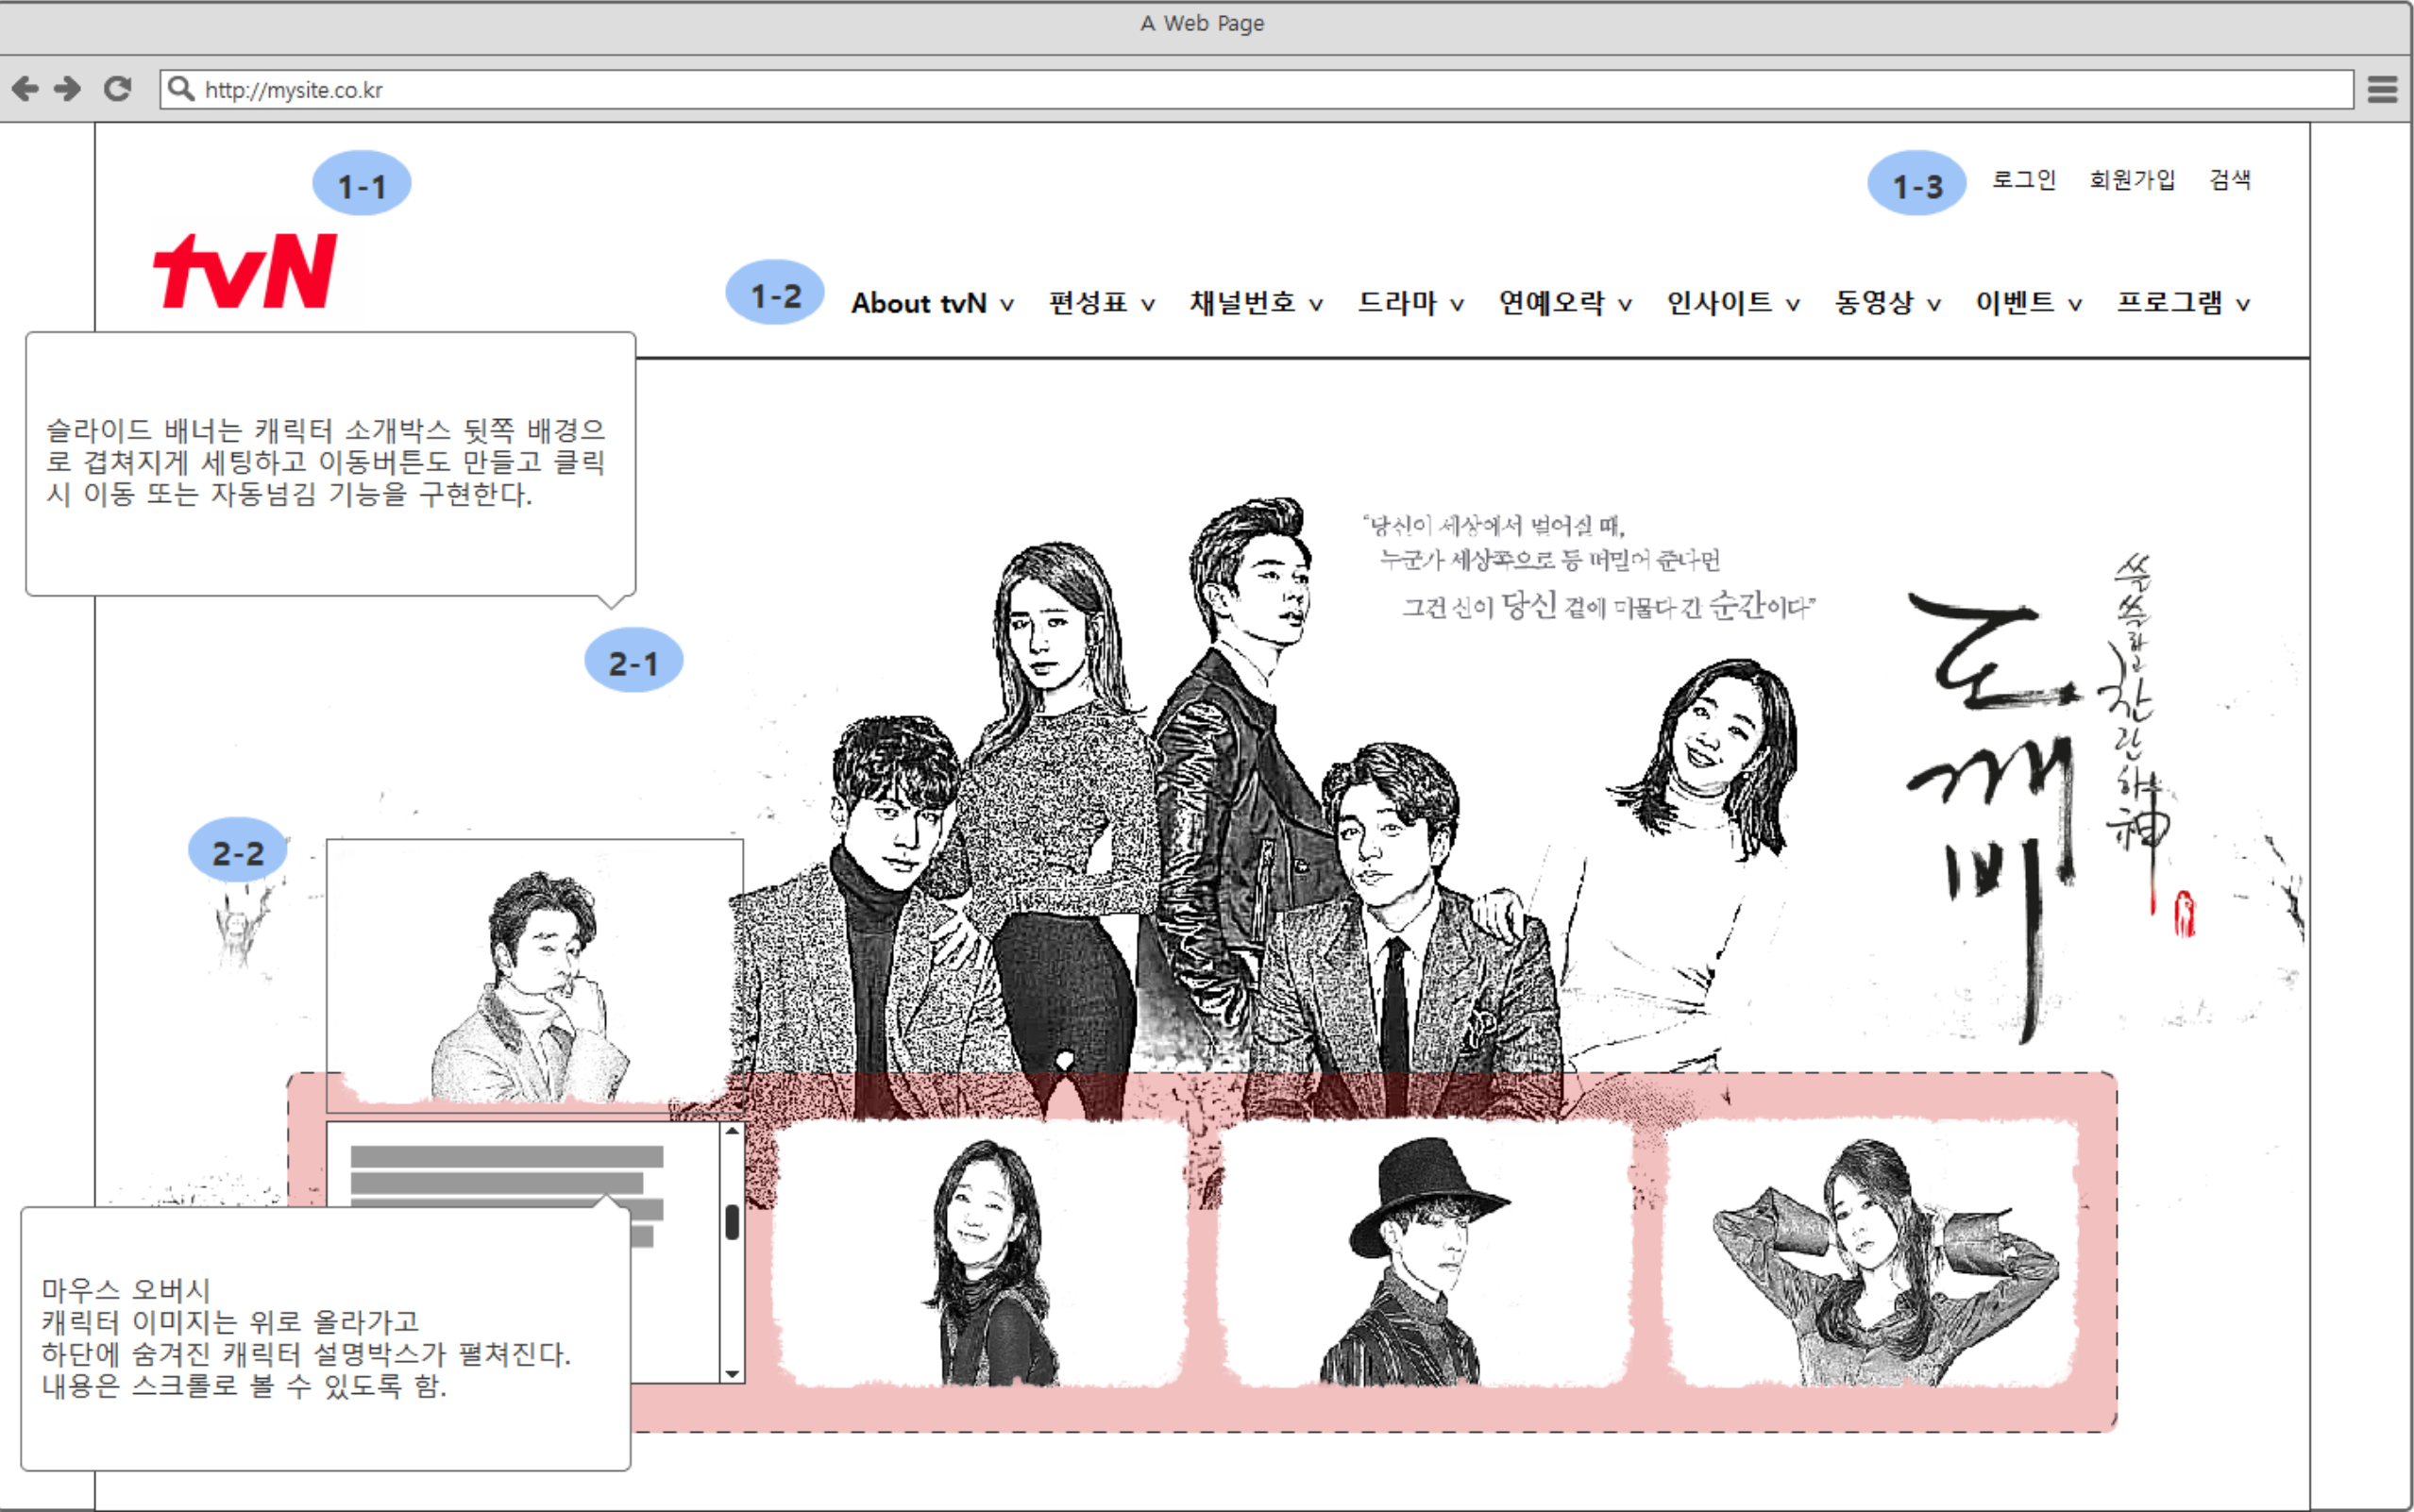 A Web Page
http://mysite.co.kr
1-1
1-3
로그인 회원가입 검색
tvN
1-2
About tvN 편성표 채널번호 드라마 연예오락 인사이트 동영상 이벤트 프로그램
슬라이드 배너는 캐릭터 소개박스 뒷쪽 배경으
로 겹쳐지게 세팅하고 이동버튼도 만들고 클릭
시 이동 또는 자동넘김 기능을 구현한다.
“당신이 세상에서 멀어질 때,
누군가 세상쪽으로 등 떠밀어 준다면
그건 신이 당신 곁에 머물다 간 순간이다”
쓸쓸하고 찬란하神
도깨비
2-1
2-2
마우스 오버시
캐릭터 이미지는 위로 올라가고
하단에 숨겨진 캐릭터 설명박스가 펼쳐진다.
내용은 스크롤로 볼 수 있도록 함.